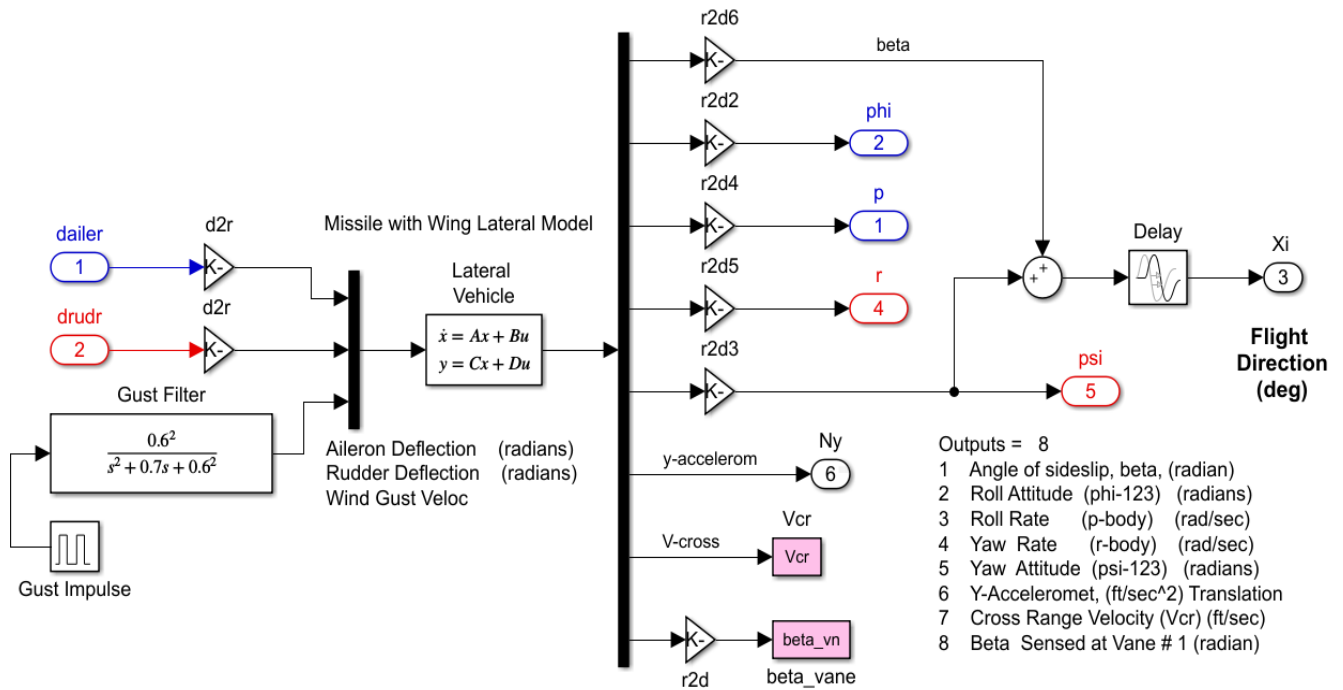 r2d6
K-
beta
r2d2
K-
phi
2
r2d4
K-
p
1
Missile with Wing Lateral Model
dailer
1
d2r
K-
Lateral
Vehicle
ẋ = Ax + Bu
y = Cx + Du
r2d5
K-
r
4
Delay
Xi
3
drudr
2
d2r
K-
r2d3
K-
psi
5
Flight
Direction
(deg)
Gust Filter
0.6²
s² + 0.7s + 0.6²
Aileron Deflection (radians)
Rudder Deflection (radians)
Wind Gust Veloc
y-accelerom
Ny
6
V-cross
Vcr
Vcr
Gust Impulse
K-
r2d
beta_vn
beta_vane
Outputs = 8
1 Angle of sideslip, beta, (radian)
2 Roll Attitude (phi-123) (radians)
3 Roll Rate (p-body) (rad/sec)
4 Yaw Rate (r-body) (rad/sec)
5 Yaw Attitude (psi-123) (radians)
6 Y-Acceleromet, (ft/sec^2) Translation
7 Cross Range Velocity (Vcr) (ft/sec)
8 Beta Sensed at Vane # 1 (radian)